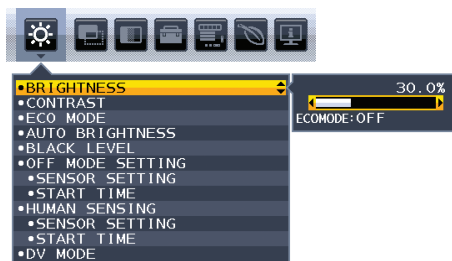 •BRIGHTNESS
•CONTRAST
•ECO MODE
•AUTO BRIGHTNESS
•BLACK LEVEL
•OFF MODE SETTING
•SENSOR SETTING
•START TIME
•HUMAN SENSING
•SENSOR SETTING
•START TIME
•DV MODE
30.0%
ECOMODE:OFF